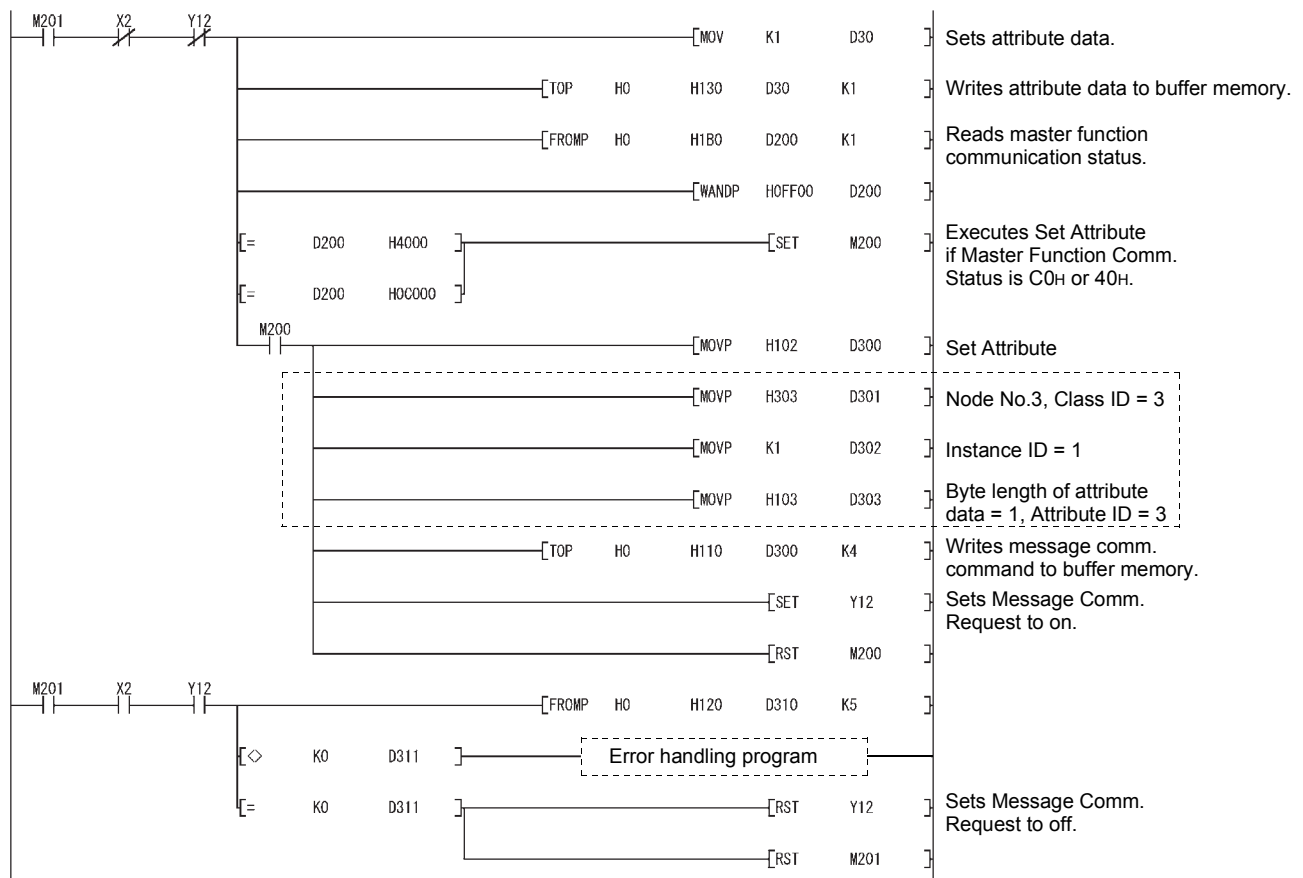 M201 X2 Y12
MOV K1 D30 Sets attribute data.
TOP H0 H130 D30 K1 Writes attribute data to buffer memory.
FROMP H0 H1B0 D200 K1 Reads master function
communication status.
WANDP H0FF00 D200
= D200 H4000 SET M200 Executes Set Attribute
if Master Function Comm.
Status is C0H or 40H.
= D200 H0C000
M200
MOVP H102 D300 Set Attribute
MOVP H303 D301 Node No.3, Class ID = 3
MOVP K1 D302 Instance ID = 1
MOVP H103 D303 Byte length of attribute
data = 1, Attribute ID = 3
TOP H0 H110 D300 K4 Writes message comm.
command to buffer memory.
SET Y12 Sets Message Comm.
Request to on.
RST M200
M201 X2 Y12
FROMP H0 H120 D310 K5
<> K0 D311 Error handling program
= K0 D311 RST Y12 Sets Message Comm.
Request to off.
RST M201